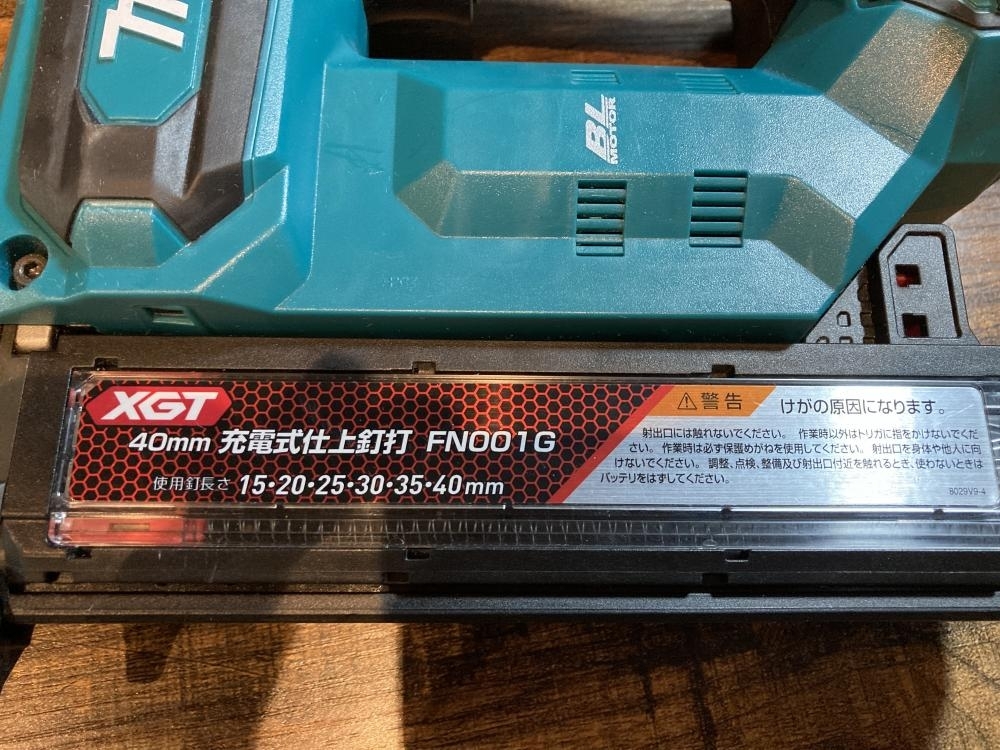 BL
MOTOR
XGT
40mm 充電式仕上釘打 FN001G
使用釘長さ 15・20・25・30・35・40mm
⚠警告 けがの原因になります。
射出口には触れないでください。 作業時以外はトリガに指をかけないでくだ
さい。 作業時は必ず保護めがねを使用してください。 射出口を身体や他人に向
けないでください。 調整、点検、整備及び射出口付近を触れるとき、使わないときは
バッテリをはずしてください。
8029V9-4